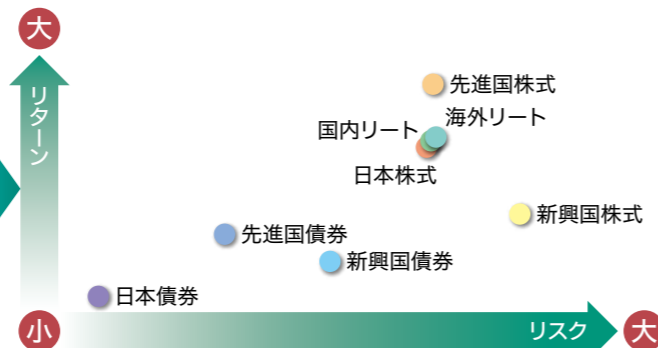 大
リターン
先進国株式
海外リート
国内リート
日本株式
新興国株式
先進国債券
新興国債券
日本債券
小
リスク
大